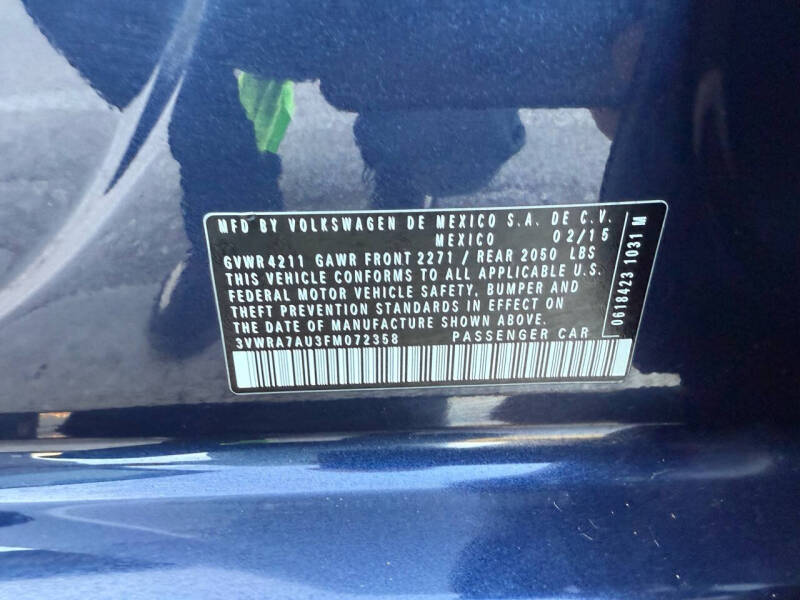 MFD BY VOLKSWAGEN DE MEXICO S.A. DE C.V.
MEXICO 02/15
GVWR 4211 GAWR FRONT 2271 / REAR 2050 LBS
THIS VEHICLE CONFORMS TO ALL APPLICABLE U.S.
FEDERAL MOTOR VEHICLE SAFETY, BUMPER AND
THEFT PREVENTION STANDARDS IN EFFECT ON
THE DATE OF MANUFACTURE SHOWN ABOVE.
3VWRA7AU3FM072358 PASSENGER CAR
0618423 1031 M